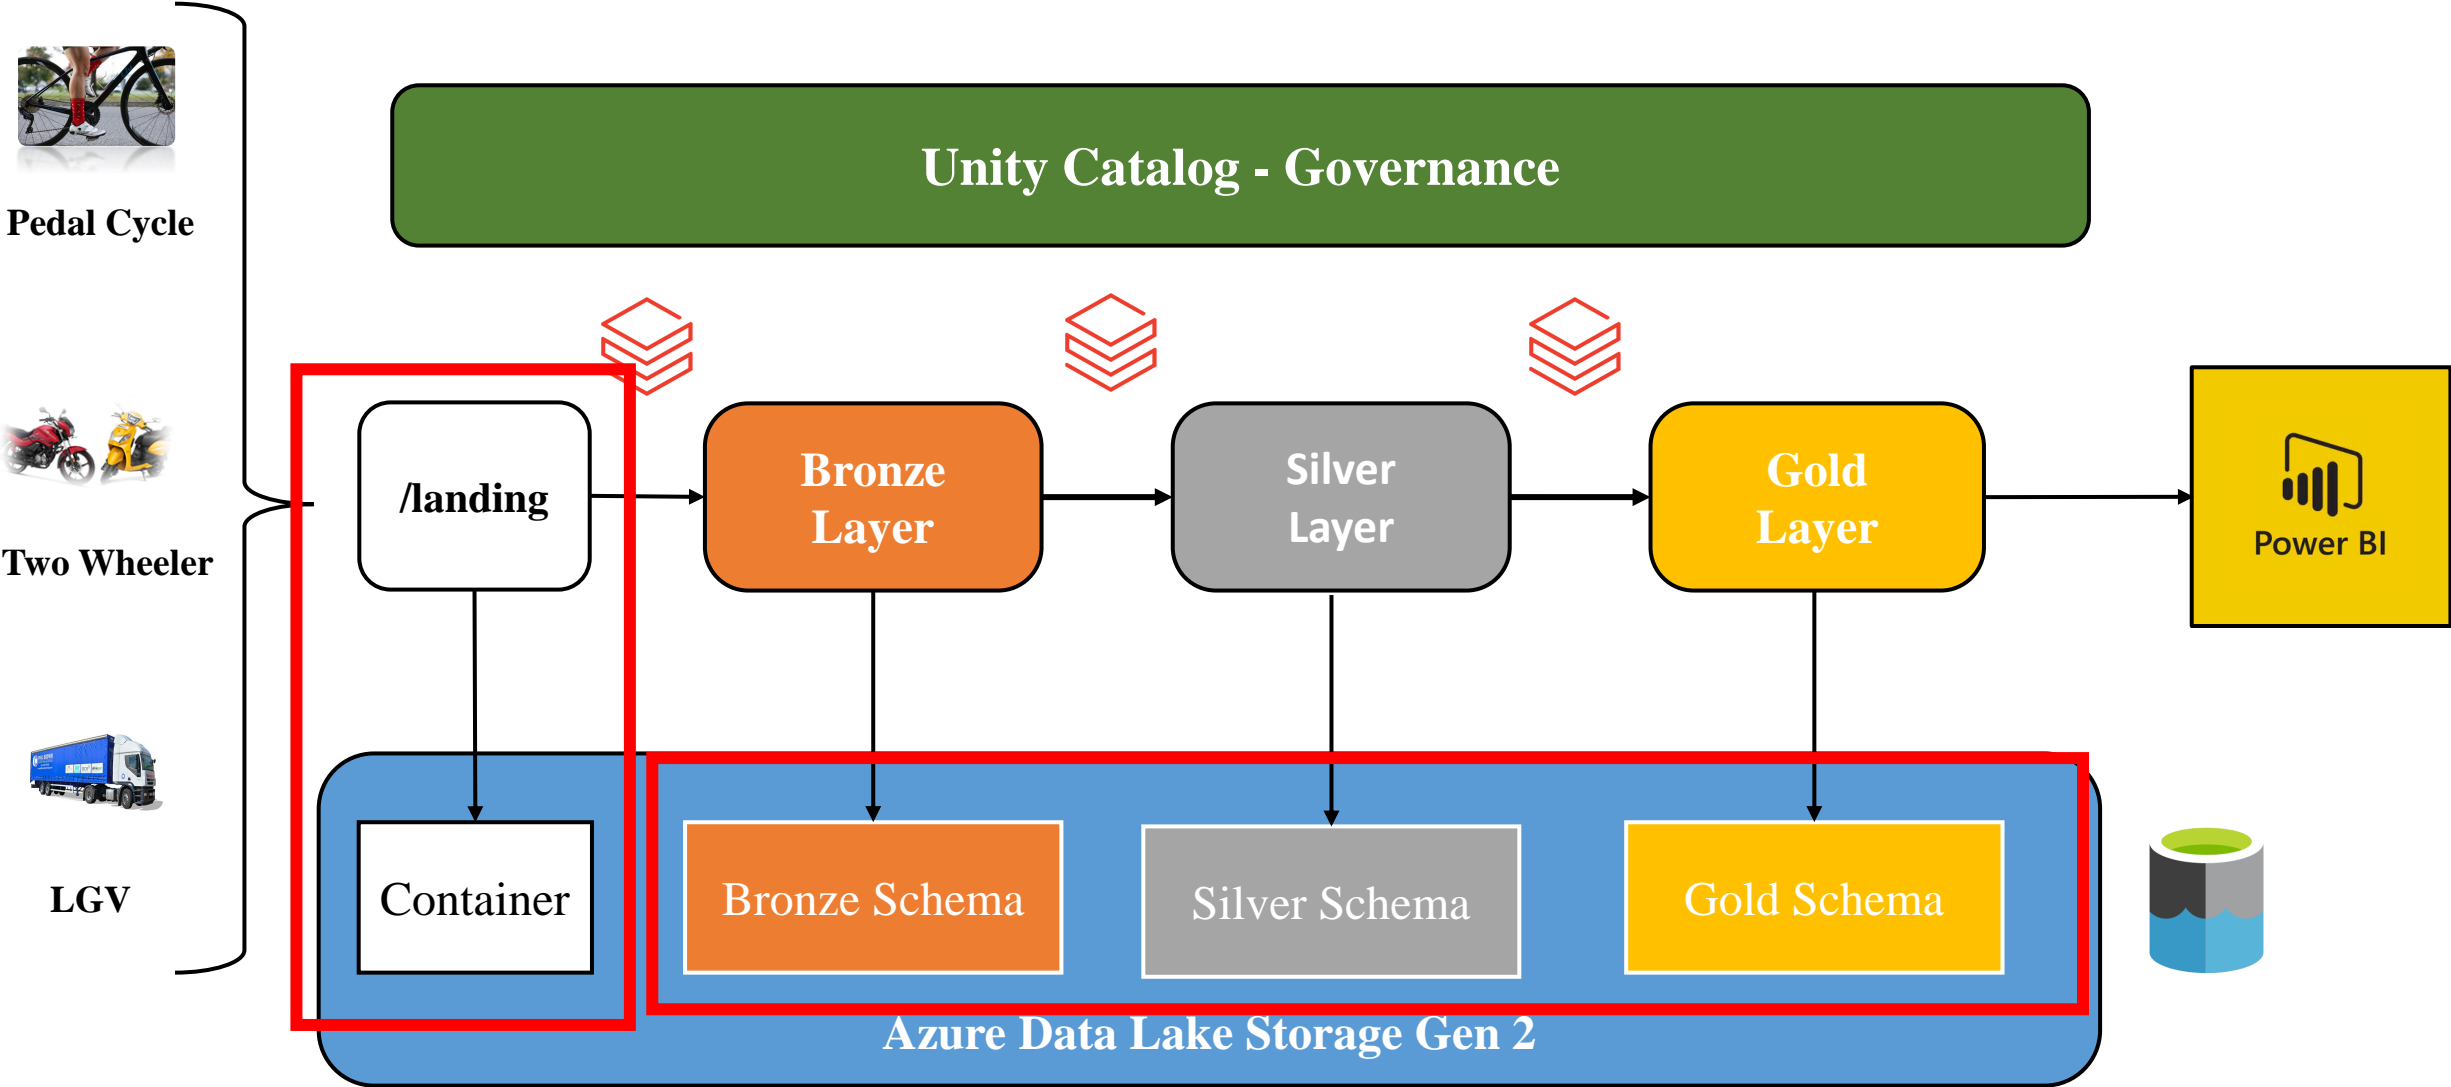 Unity Catalog - Governance
Pedal Cycle
Two Wheeler
LGV
/landing
Bronze
Layer
Silver
Layer
Gold
Layer
Power BI
Container
Bronze Schema
Silver Schema
Gold Schema
Azure Data Lake Storage Gen 2